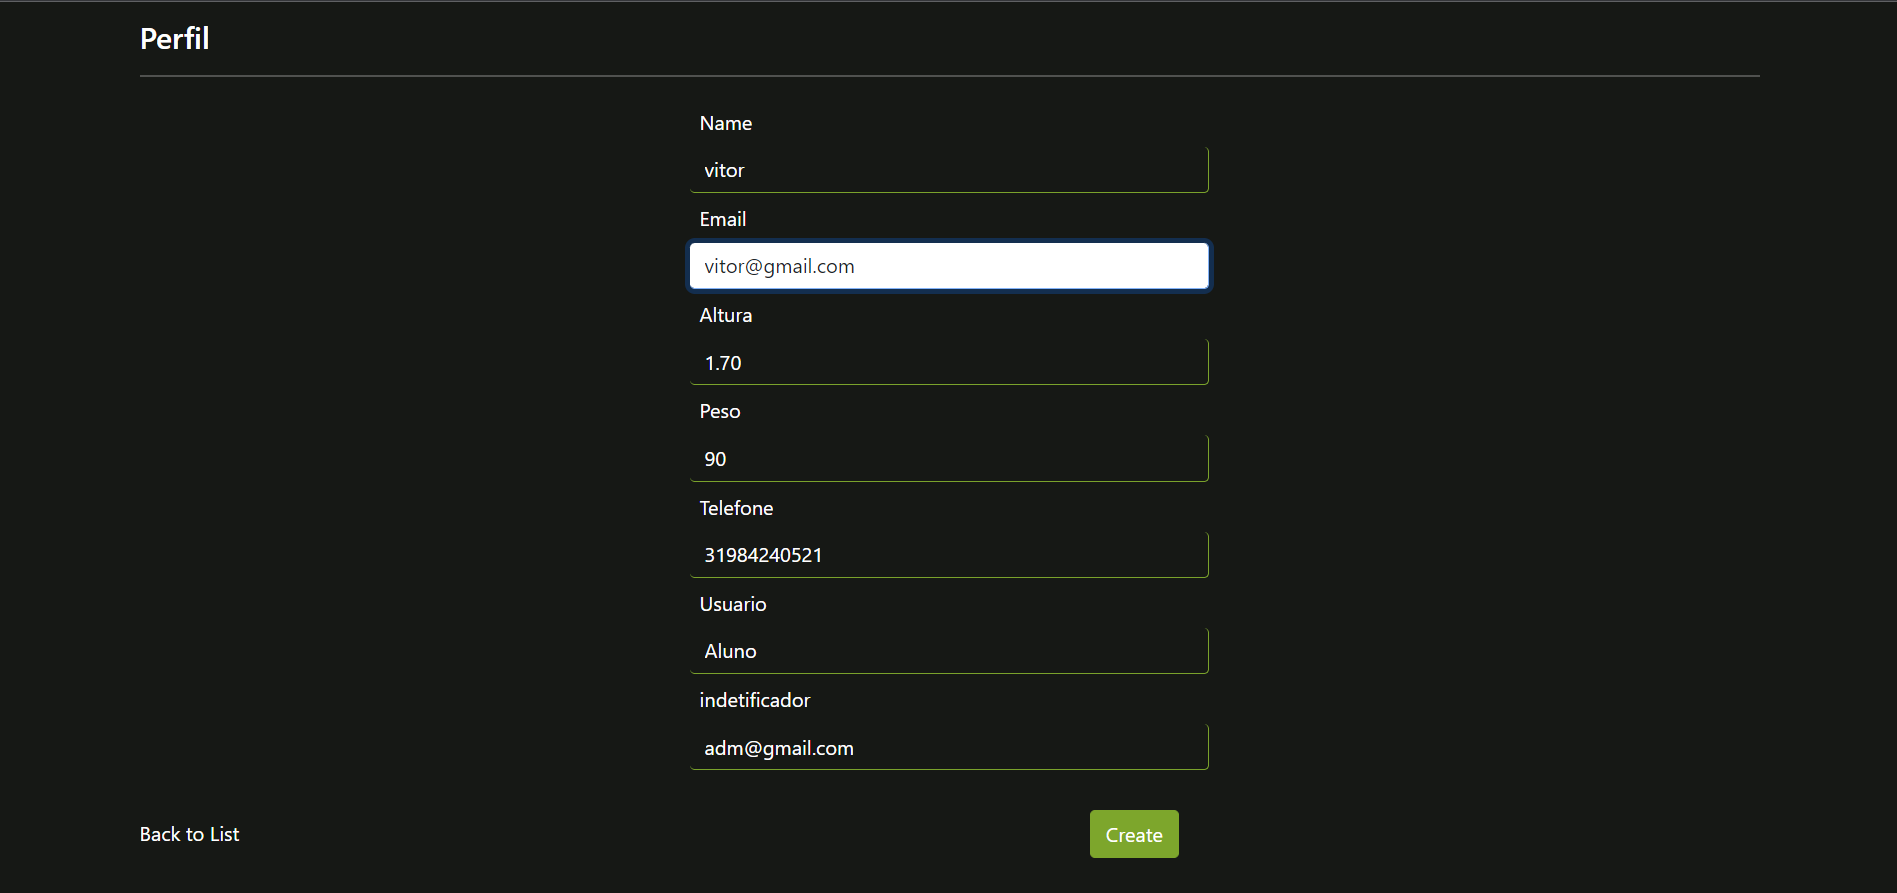 Perfil
Name
vitor
Email
vitor@gmail.com
Altura
1.70
Peso
90
Telefone
31984240521
Usuario
Aluno
indetificador
adm@gmail.com
Back to List
Create